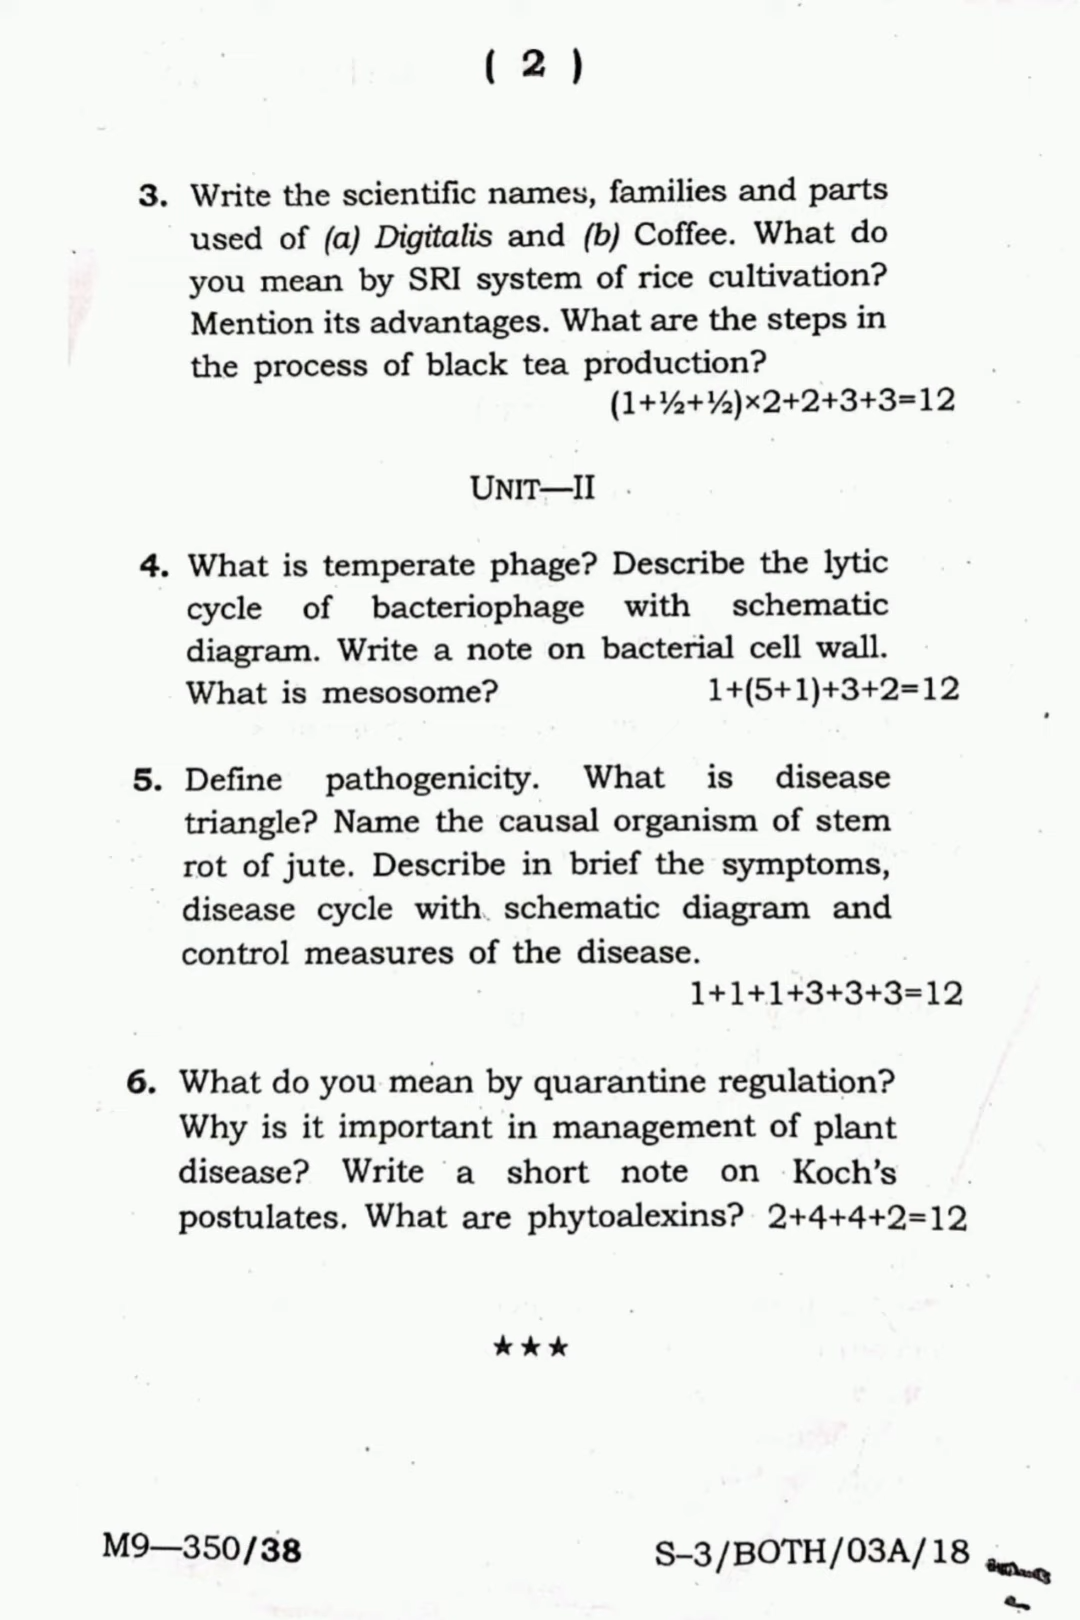 ( 2 )
3. Write the scientific names, families and parts
used of (a) Digitalis and (b) Coffee. What do
you mean by SRI system of rice cultivation?
Mention its advantages. What are the steps in
the process of black tea production?
(1+½+½)×2+2+3+3=12
UNIT—II
4. What is temperate phage? Describe the lytic
cycle of bacteriophage with schematic
diagram. Write a note on bacterial cell wall.
What is mesosome? 1+(5+1)+3+2=12
5. Define pathogenicity. What is disease
triangle? Name the causal organism of stem
rot of jute. Describe in brief the symptoms,
disease cycle with schematic diagram and
control measures of the disease.
1+1+1+3+3+3=12
6. What do you mean by quarantine regulation?
Why is it important in management of plant
disease? Write a short note on Koch's
postulates. What are phytoalexins? 2+4+4+2=12
★★★
M9—350/38 S-3/BOTH/03A/18